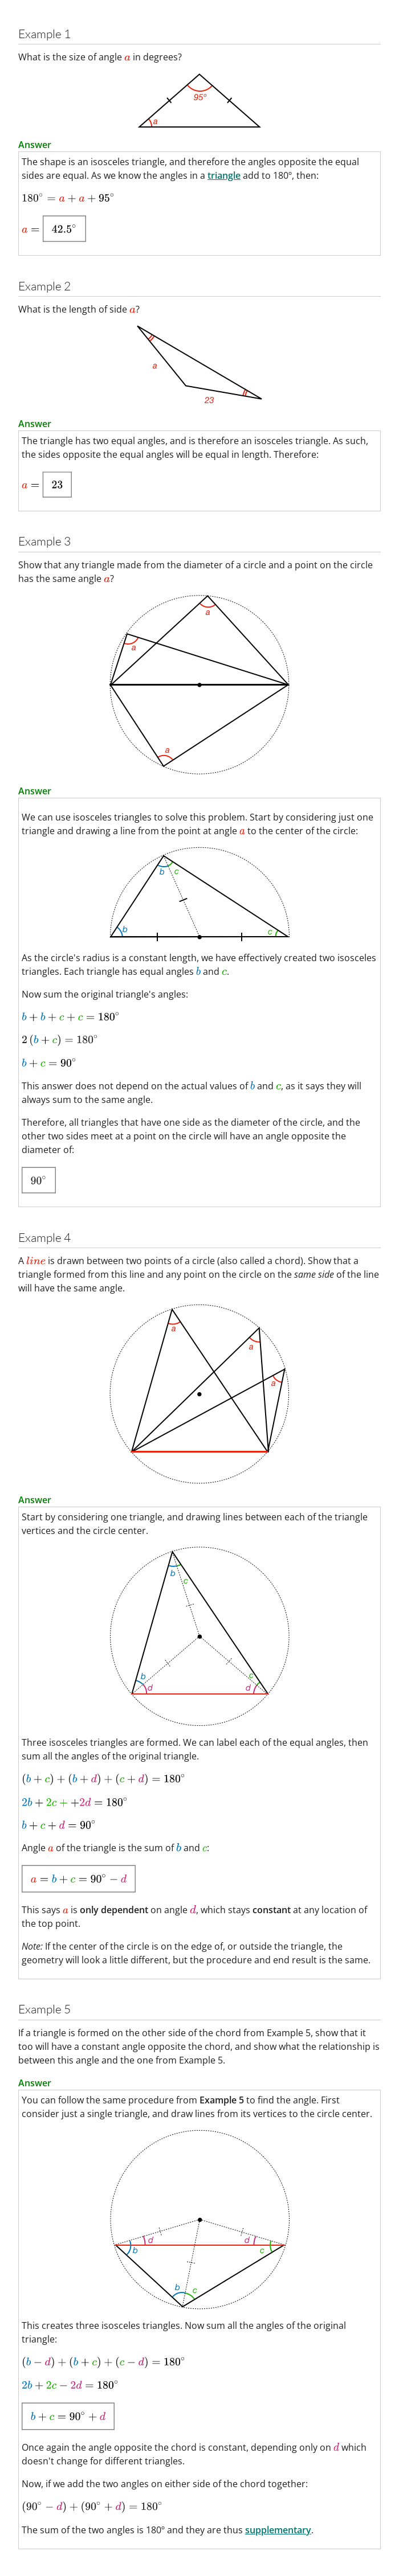 Example 1
What is the size of angle a in degrees?
95°
a
Answer
The shape is an isosceles triangle, and therefore the angles opposite the equal
sides are equal. As we know the angles in a triangle add to 180°, then:
180° = a + a + 95°
a = 42.5°
Example 2
What is the length of side a?
a
23
Answer
The triangle has two equal angles, and is therefore an isosceles triangle. As such,
the sides opposite the equal angles will be equal in length. Therefore:
a = 23
Example 3
Show that any triangle made from the diameter of a circle and a point on the circle
has the same angle a?
a
a
a
Answer
We can use isosceles triangles to solve this problem. Start by considering just one
triangle and drawing a line from the point at angle a to the center of the circle:
b c
b c
As the circle's radius is a constant length, we have effectively created two isosceles
triangles. Each triangle has equal angles b and c.
Now sum the original triangle's angles:
b + b + c + c = 180°
2 (b + c) = 180°
b + c = 90°
This answer does not depend on the actual values of b and c, as it says they will
always sum to the same angle.
Therefore, all triangles that have one side as the diameter of the circle, and the
other two sides meet at a point on the circle will have an angle opposite the
diameter of:
90°
Example 4
A line is drawn between two points of a circle (also called a chord). Show that a
triangle formed from this line and any point on the circle on the same side of the line
will have the same angle.
a
a
a
Answer
Start by considering one triangle, and drawing lines between each of the triangle
vertices and the circle center.
b
c
b c
d d
Three isosceles triangles are formed. We can label each of the equal angles, then
sum all the angles of the original triangle.
(b + c) + (b + d) + (c + d) = 180°
2b + 2c + +2d = 180°
b + c + d = 90°
Angle a of the triangle is the sum of b and c:
a = b + c = 90° − d
This says a is only dependent on angle d, which stays constant at any location of
the top point.
Note: If the center of the circle is on the edge of, or outside the triangle, the
geometry will look a little different, but the procedure and end result is the same.
Example 5
If a triangle is formed on the other side of the chord from Example 5, show that it
too will have a constant angle opposite the chord, and show what the relationship is
between this angle and the one from Example 5.
Answer
You can follow the same procedure from Example 5 to find the angle. First
consider just a single triangle, and draw lines from its vertices to the circle center.
d d
b c
b c
This creates three isosceles triangles. Now sum all the angles of the original
triangle:
(b − d) + (b + c) + (c − d) = 180°
2b + 2c − 2d = 180°
b + c = 90° + d
Once again the angle opposite the chord is constant, depending only on d which
doesn't change for different triangles.
Now, if we add the two angles on either side of the chord together:
(90° − d) + (90° + d) = 180°
The sum of the two angles is 180° and they are thus supplementary.